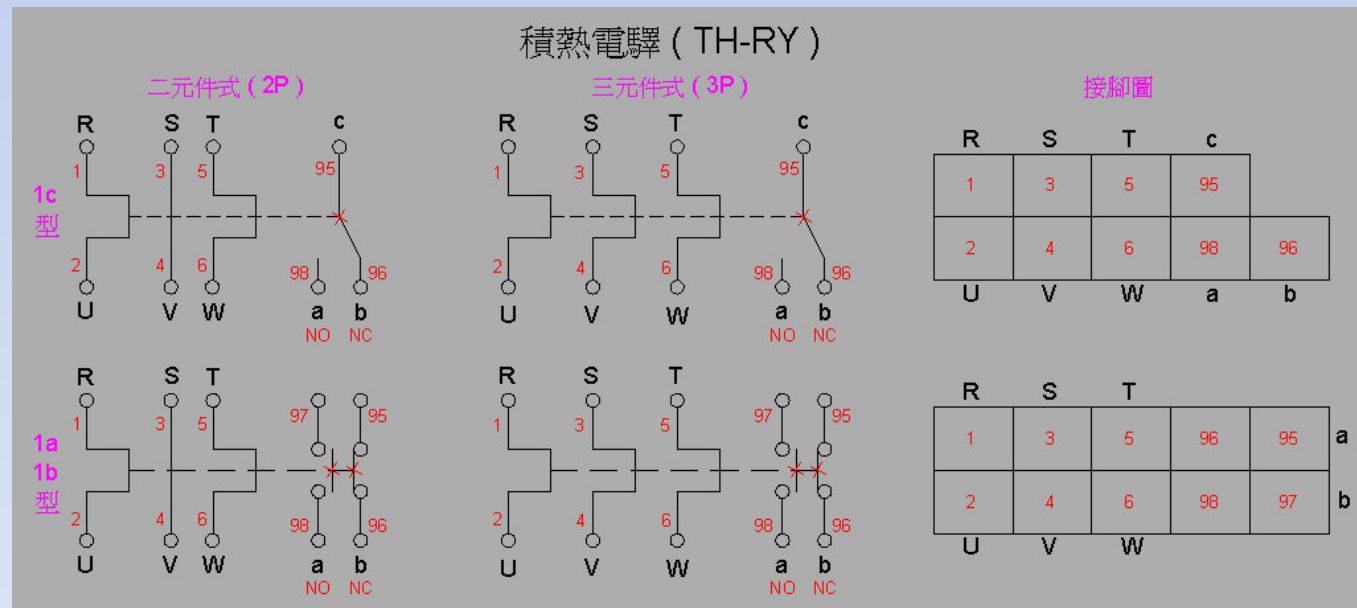 積熱電驛 ( TH-RY )
二元件式 ( 2P )
三元件式 ( 3P )
接腳圖
1c
型
R S T c
1 3 5 95
2 4 6 98 96
U V W a b
NO NC
R S T c
1 3 5 95
2 4 6 98 96
U V W a b
NO NC
R S T c
1 3 5 95
2 4 6 98 96
U V W a b
1a
1b
型
R S T
1 3 5 97 95
2 4 6 98 96
U V W a b
NO NC
R S T
1 3 5 97 95
2 4 6 98 96
U V W a b
NO NC
R S T
1 3 5 96 95 a
2 4 6 98 97 b
U V W